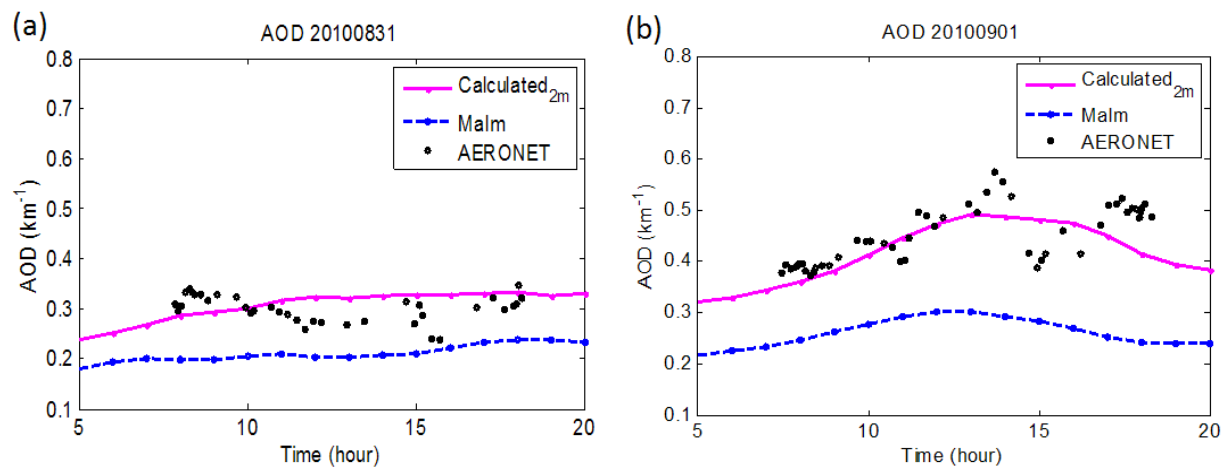 (a)
AOD 20100831
0.8
0.7
0.6
0.5
0.4
0.3
0.2
0.1
AOD (km⁻¹)
Calculated₂ₘ
Malm
AERONET
5 10 15 20
Time (hour)
(b)
AOD 20100901
0.8
0.7
0.6
0.5
0.4
0.3
0.2
0.1
AOD (km⁻¹)
Calculated₂ₘ
Malm
AERONET
5 10 15 20
Time (hour)